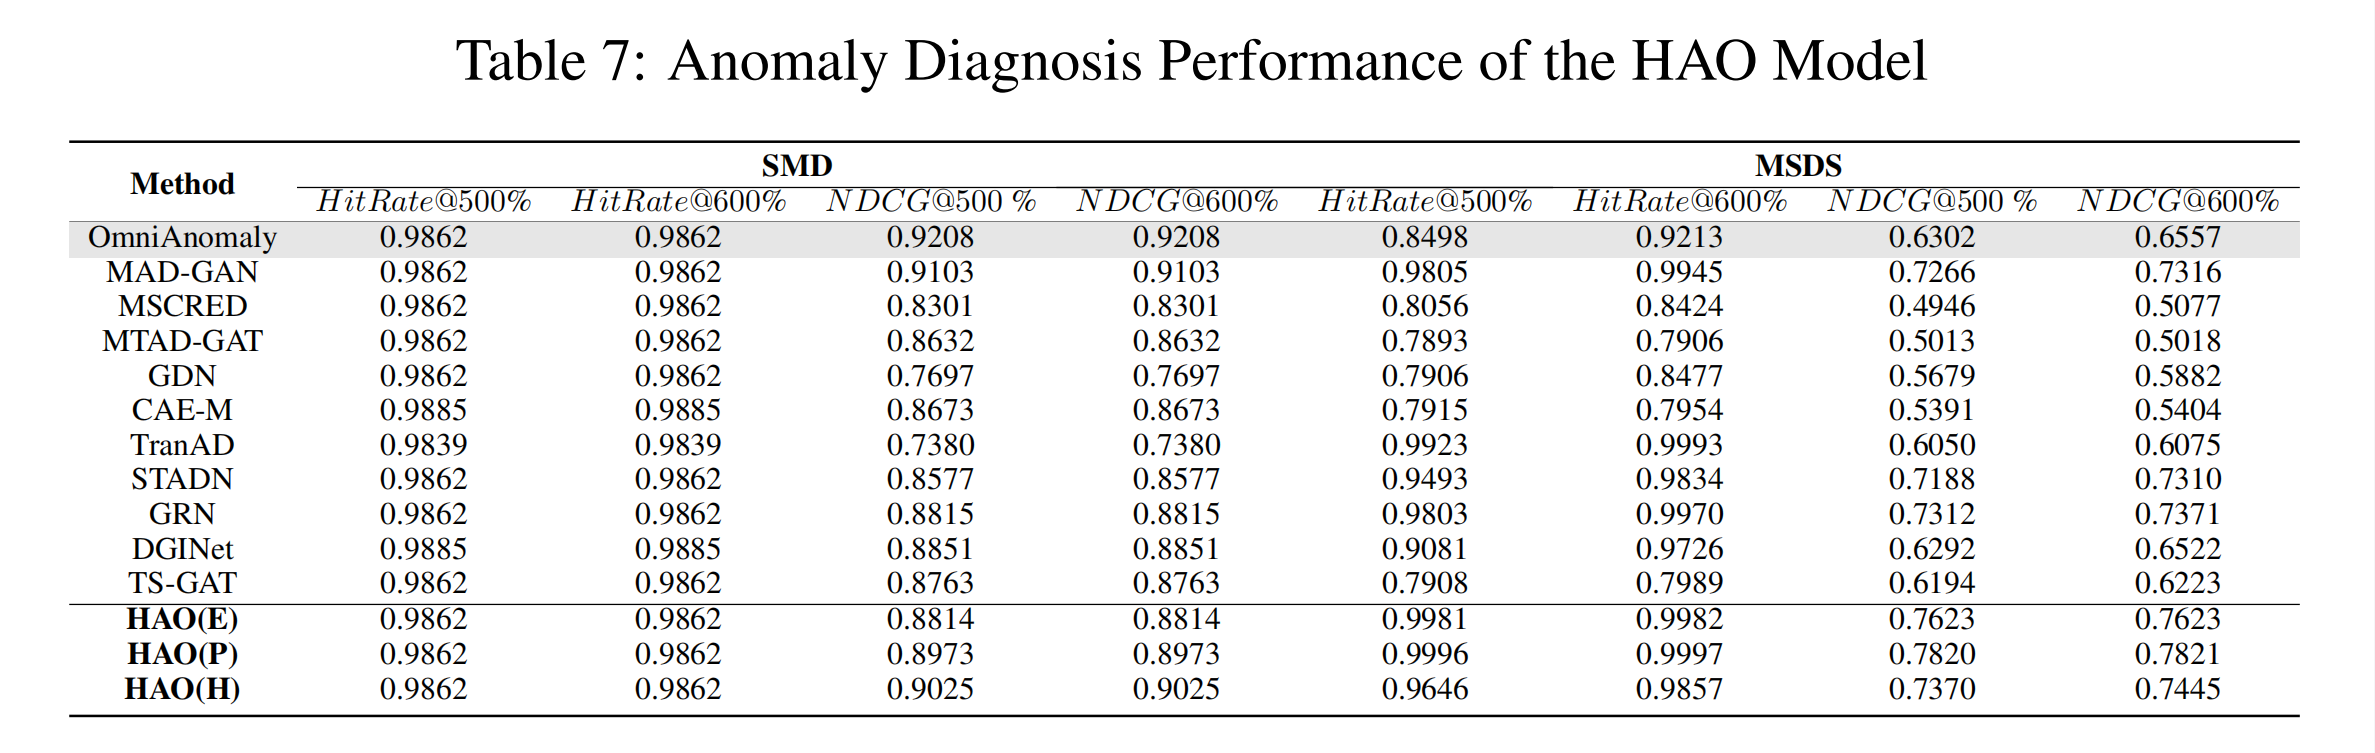 Table 7: Anomaly Diagnosis Performance of the HAO Model
Method SMD MSDS
HitRate@500% HitRate@600% NDCG@500 % NDCG@600% HitRate@500% HitRate@600% NDCG@500 % NDCG@600%
OmniAnomaly 0.9862 0.9862 0.9208 0.9208 0.8498 0.9213 0.6302 0.6557
MAD-GAN 0.9862 0.9862 0.9103 0.9103 0.9805 0.9945 0.7266 0.7316
MSCRED 0.9862 0.9862 0.8301 0.8301 0.8056 0.8424 0.4946 0.5077
MTAD-GAT 0.9862 0.9862 0.8632 0.8632 0.7893 0.7906 0.5013 0.5018
GDN 0.9862 0.9862 0.7697 0.7697 0.7906 0.8477 0.5679 0.5882
CAE-M 0.9885 0.9885 0.8673 0.8673 0.7915 0.7954 0.5391 0.5404
TranAD 0.9839 0.9839 0.7380 0.7380 0.9923 0.9993 0.6050 0.6075
STADN 0.9862 0.9862 0.8577 0.8577 0.9493 0.9834 0.7188 0.7310
GRN 0.9862 0.9862 0.8815 0.8815 0.9803 0.9970 0.7312 0.7371
DGINet 0.9885 0.9885 0.8851 0.8851 0.9081 0.9726 0.6292 0.6522
TS-GAT 0.9862 0.9862 0.8763 0.8763 0.7908 0.7989 0.6194 0.6223
HAO(E) 0.9862 0.9862 0.8814 0.8814 0.9981 0.9982 0.7623 0.7623
HAO(P) 0.9862 0.9862 0.8973 0.8973 0.9996 0.9997 0.7820 0.7821
HAO(H) 0.9862 0.9862 0.9025 0.9025 0.9646 0.9857 0.7370 0.7445